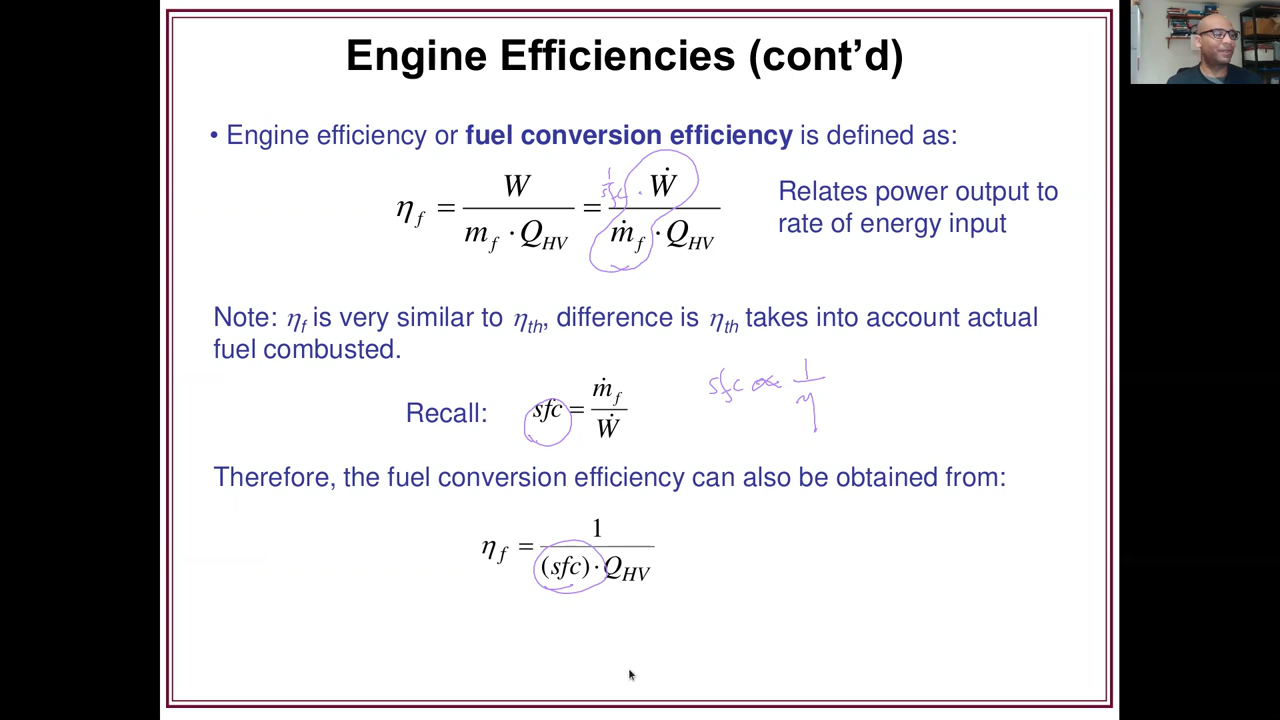 Engine Efficiencies (cont’d)
• Engine efficiency or fuel conversion efficiency is defined as:
η_f = W / (m_f · Q_HV) = Ẇ / (ṁ_f · Q_HV)
1/sfc ·
Relates power output to
rate of energy input
Note: η_f is very similar to η_th, difference is η_th takes into account actual
fuel combusted.
Recall: sfc = ṁ_f / Ẇ
sfc ∝ 1/η
Therefore, the fuel conversion efficiency can also be obtained from:
η_f = 1 / ((sfc) · Q_HV)